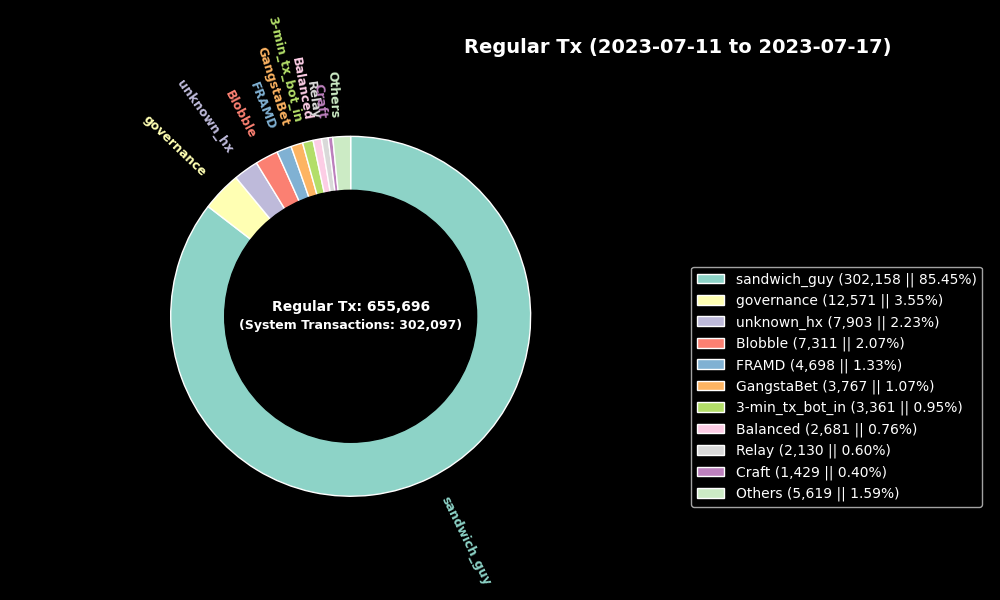 Regular Tx (2023-07-11 to 2023-07-17)
governance
unknown_hx
Blobble
FRAMD
GangstaBet
3-min_tx_bot_in
Balanced
Relay
Craft
Others
Regular Tx: 655,696
(System Transactions: 302,097)
sandwich_guy
sandwich_guy (302,158 || 85.45%)
governance (12,571 || 3.55%)
unknown_hx (7,903 || 2.23%)
Blobble (7,311 || 2.07%)
FRAMD (4,698 || 1.33%)
GangstaBet (3,767 || 1.07%)
3-min_tx_bot_in (3,361 || 0.95%)
Balanced (2,681 || 0.76%)
Relay (2,130 || 0.60%)
Craft (1,429 || 0.40%)
Others (5,619 || 1.59%)